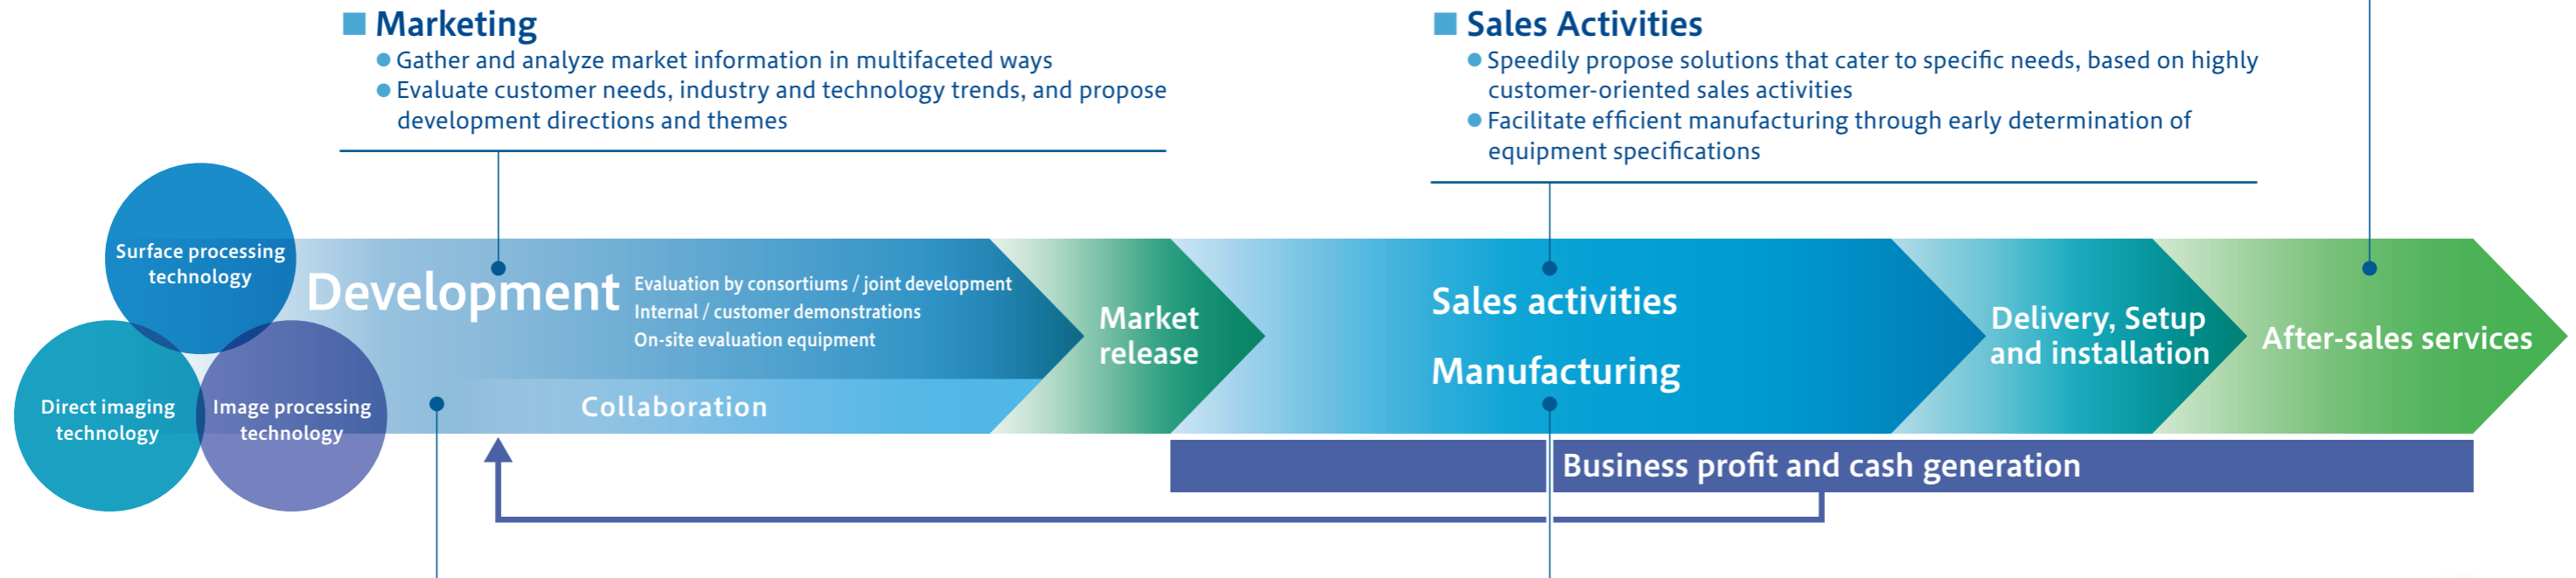 Marketing
Gather and analyze market information in multifaceted ways
Evaluate customer needs, industry and technology trends, and propose
development directions and themes
Sales Activities
Speedily propose solutions that cater to specific needs, based on highly
customer-oriented sales activities
Facilitate efficient manufacturing through early determination of
equipment specifications
Surface processing
technology
Direct imaging
technology
Image processing
technology
Development
Evaluation by consortiums / joint development
Internal / customer demonstrations
On-site evaluation equipment
Collaboration
Market
release
Sales activities
Manufacturing
Delivery, Setup
and installation
After-sales services
Business profit and cash generation